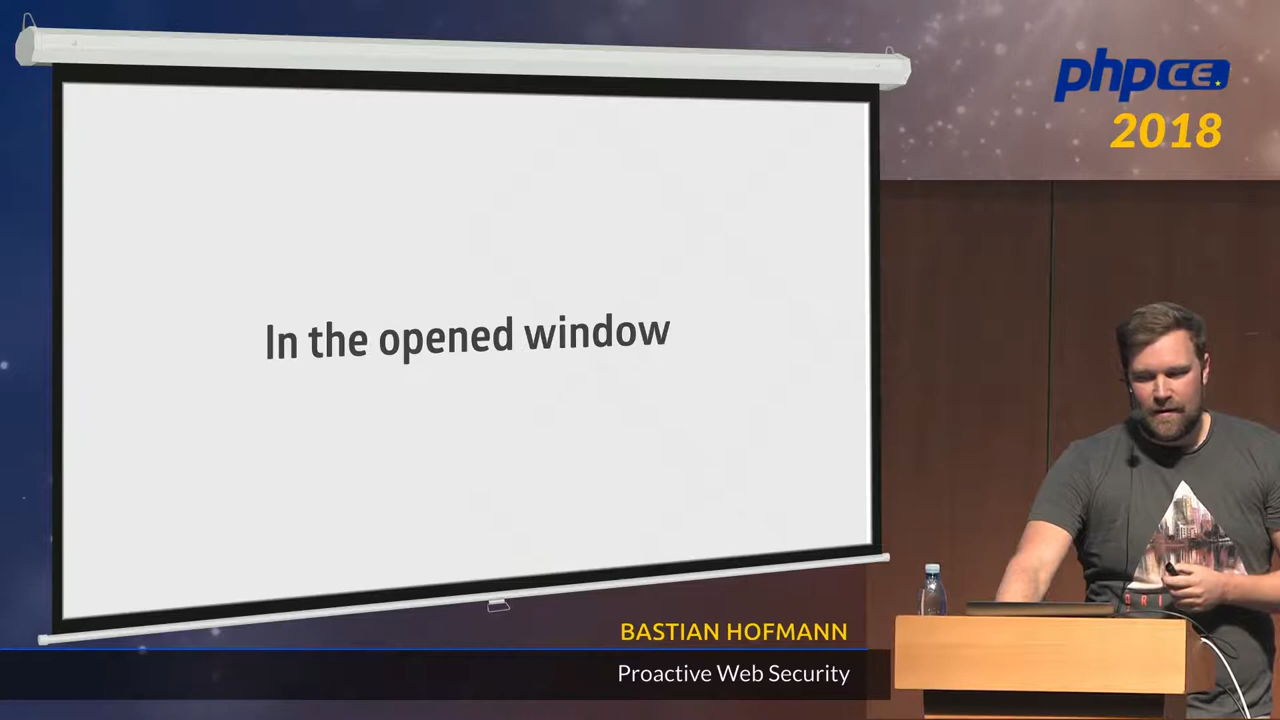 phpCE
2018
In the opened window
BASTIAN HOFMANN
Proactive Web Security